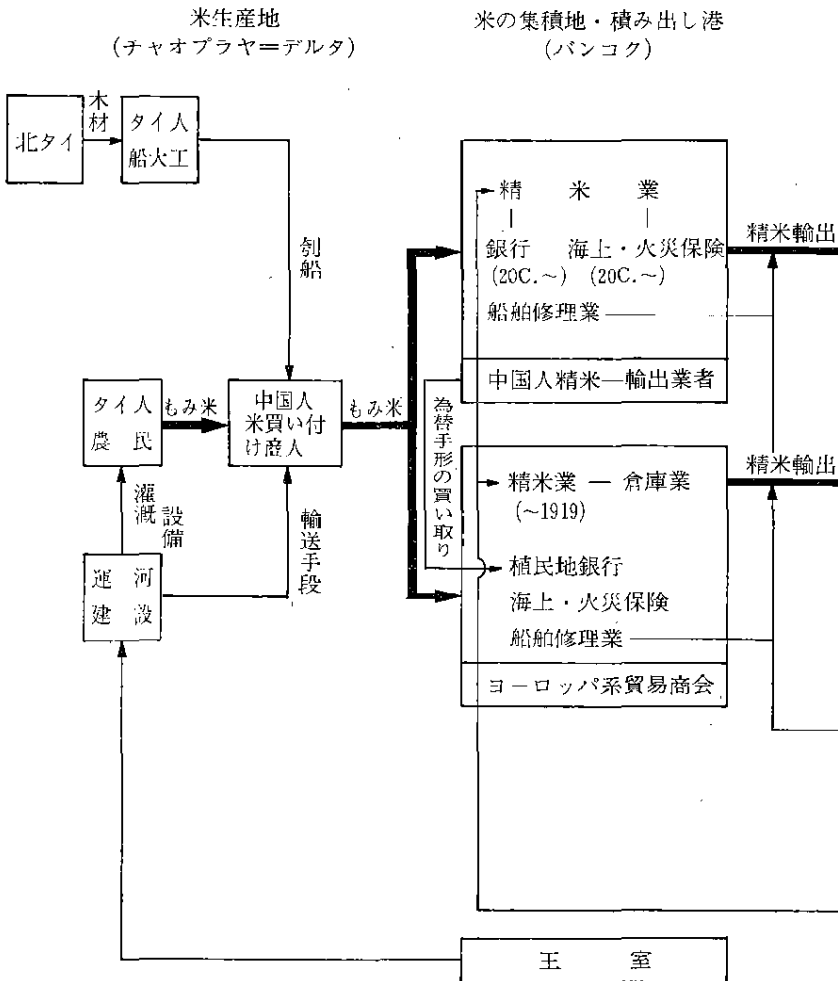 米生産地
(チャオプラヤ＝デルタ)
米の集積地・積み出し港
(バンコク)
北タイ
木材
タイ人
船大工
刳船
タイ人
農民
もみ米
中国人
米買い付
け商人
もみ米
灌漑
設備
輸送手段
運河
建設
精米業
銀行 海上・火災保険
(20C.～) (20C.～)
船舶修理業
中国人精米―輸出業者
精米輸出
為替手形の買い取り
精米業 ― 倉庫業
(～1919)
植民地銀行
海上・火災保険
船舶修理業
ヨーロッパ系貿易商会
精米輸出
王室